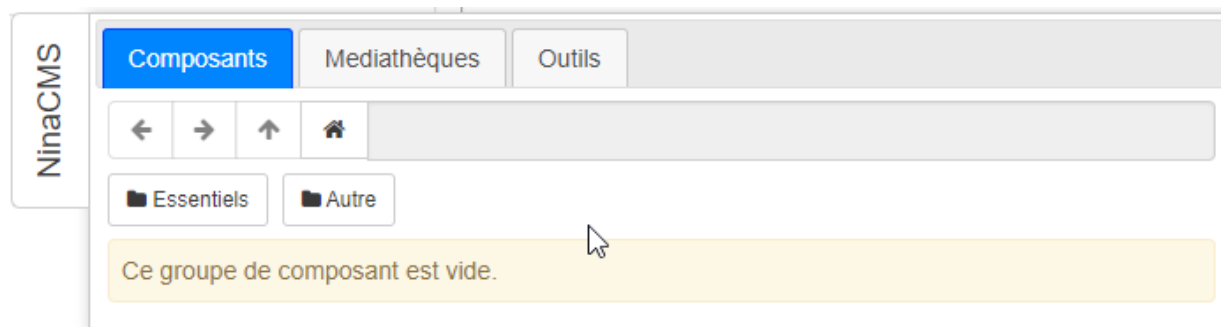 NinaCMS
Composants Mediathèques Outils
Essentiels Autre
Ce groupe de composant est vide.